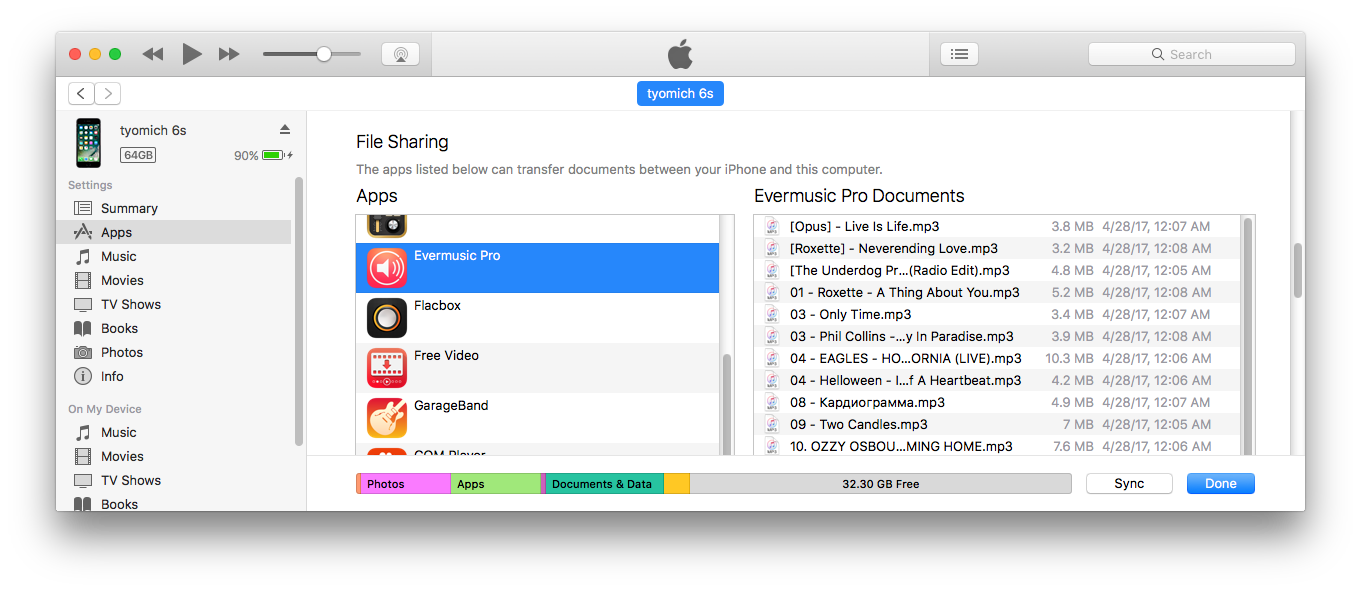 Search
tyomich 6s
tyomich 6s
64GB
90%
Settings
Summary
Apps
Music
Movies
TV Shows
Books
Photos
Info
On My Device
Music
Movies
TV Shows
Books
File Sharing
The apps listed below can transfer documents between your iPhone and this computer.
Apps
Evermusic Pro
Flacbox
Free Video
GarageBand
GOM Player
Evermusic Pro Documents
[Opus] - Live Is Life.mp3 3.8 MB 4/28/17, 12:07 AM
[Roxette] - Neverending Love.mp3 3.2 MB 4/28/17, 12:08 AM
[The Underdog Pr...(Radio Edit).mp3 4.8 MB 4/28/17, 12:05 AM
01 - Roxette - A Thing About You.mp3 5.2 MB 4/28/17, 12:08 AM
03 - Only Time.mp3 3.4 MB 4/28/17, 12:07 AM
03 - Phil Collins -...y In Paradise.mp3 3.9 MB 4/28/17, 12:08 AM
04 - EAGLES - HO...ORNIA (LIVE).mp3 10.3 MB 4/28/17, 12:06 AM
04 - Helloween - I...f A Heartbeat.mp3 4.2 MB 4/28/17, 12:06 AM
08 - Кардиограмма.mp3 4.9 MB 4/28/17, 12:07 AM
09 - Two Candles.mp3 7 MB 4/28/17, 12:05 AM
10. OZZY OSBOU...MING HOME.mp3 7.6 MB 4/28/17, 12:06 AM
Photos
Apps
Documents & Data
32.30 GB Free
Sync
Done